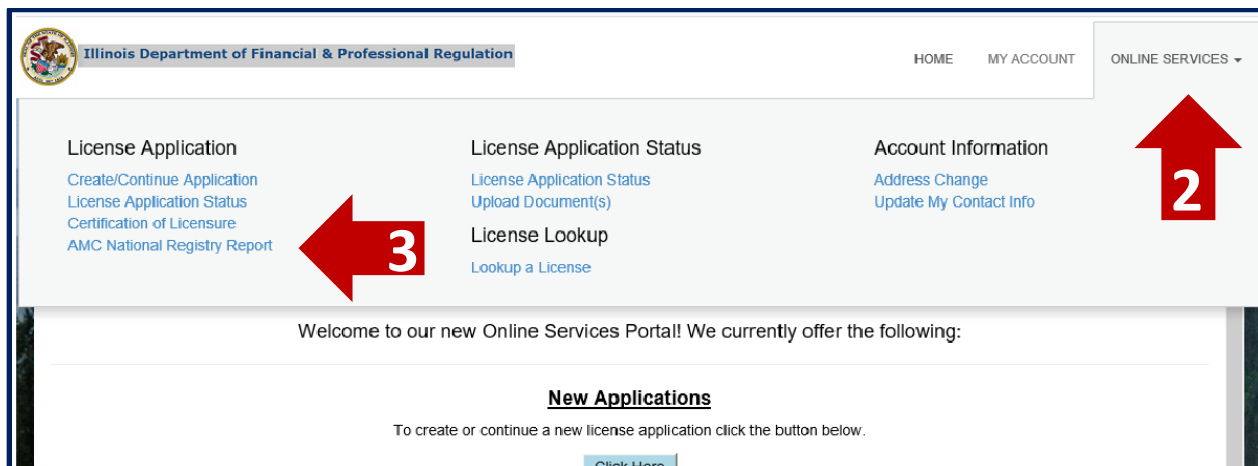 Illinois Department of Financial & Professional Regulation
HOME MY ACCOUNT ONLINE SERVICES
License Application
Create/Continue Application
License Application Status
Certification of Licensure
AMC National Registry Report
3
License Application Status
License Application Status
Upload Document(s)
License Lookup
Lookup a License
Account Information
Address Change
Update My Contact Info
2
Welcome to our new Online Services Portal! We currently offer the following:
New Applications
To create or continue a new license application click the button below.
Click Here